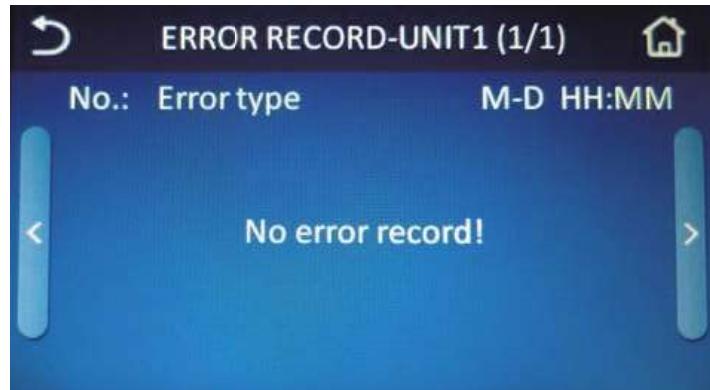 ERROR RECORD-UNIT1 (1/1)
No.: Error type M-D HH:MM
< >
No error record!